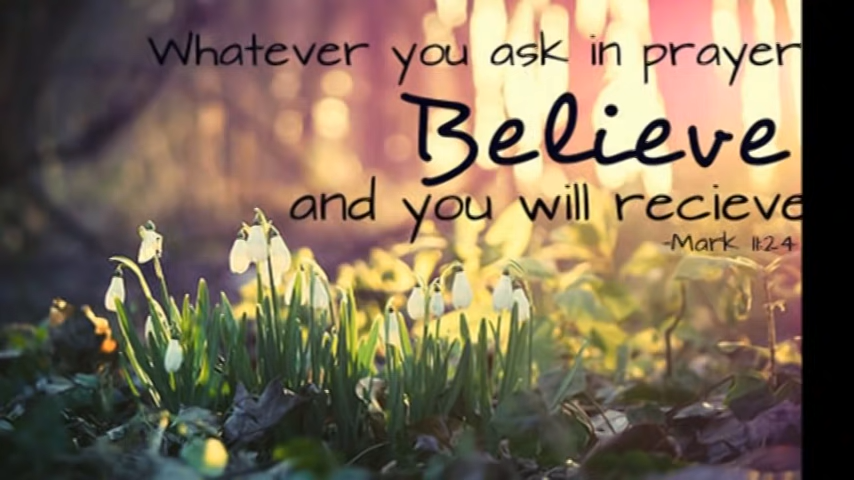 Whatever you ask in prayer
Believe
and you will recieve
-Mark 11:24